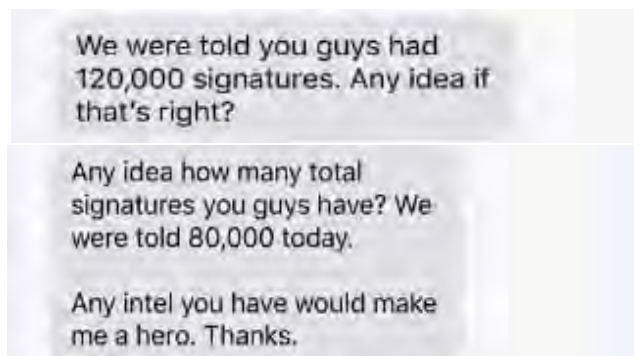 We were told you guys had
120,000 signatures. Any idea if
that's right?
Any idea how many total
signatures you guys have? We
were told 80,000 today.
Any intel you have would make
me a hero. Thanks.